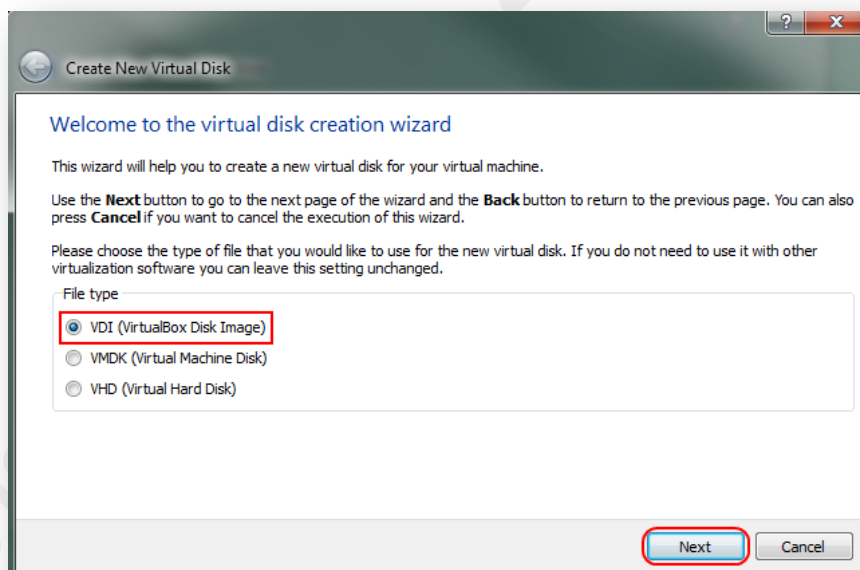 Create New Virtual Disk
Welcome to the virtual disk creation wizard
This wizard will help you to create a new virtual disk for your virtual machine.
Use the Next button to go to the next page of the wizard and the Back button to return to the previous page. You can also
press Cancel if you want to cancel the execution of this wizard.
Please choose the type of file that you would like to use for the new virtual disk. If you do not need to use it with other
virtualization software you can leave this setting unchanged.
File type
VDI (VirtualBox Disk Image)
VMDK (Virtual Machine Disk)
VHD (Virtual Hard Disk)
Next
Cancel